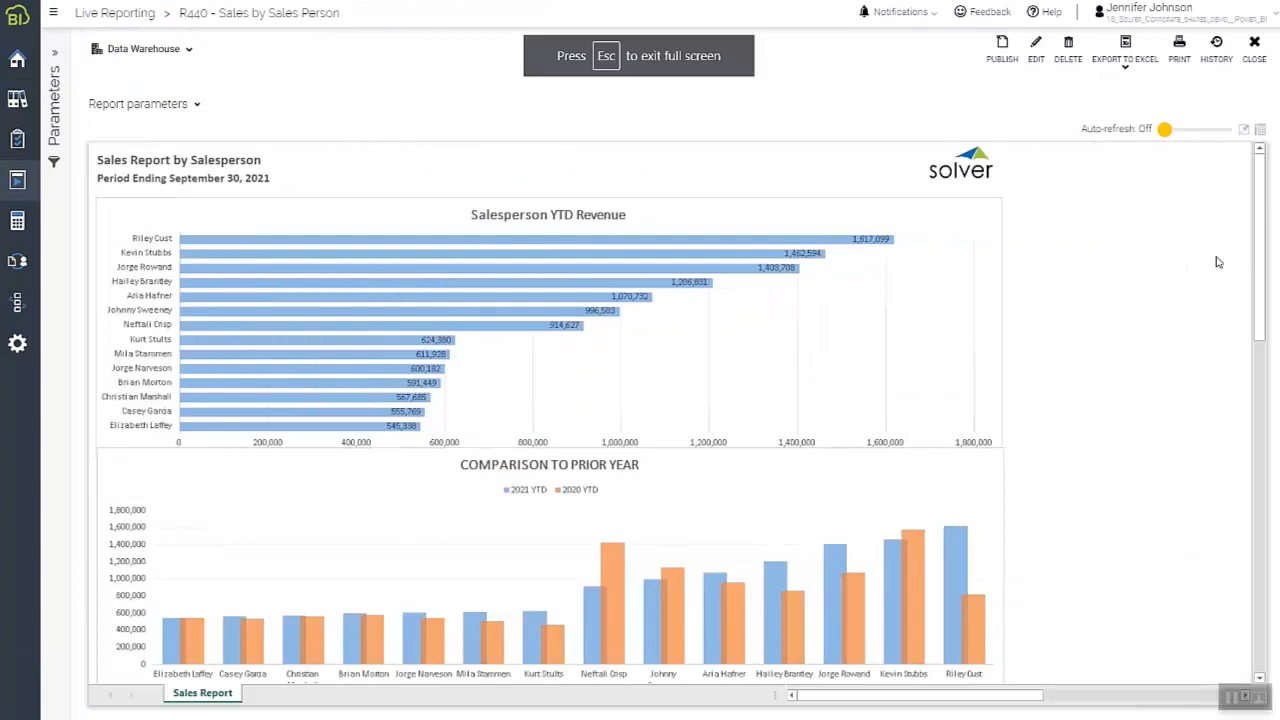 BI
Live Reporting > R440 - Sales by Sales Person
Notifications
Feedback
Help
Jennifer Johnson
Data Warehouse
Press Esc to exit full screen
PUBLISH
EDIT
DELETE
EXPORT TO EXCEL
PRINT
HISTORY
CLOSE
Parameters
Report parameters
Auto-refresh: Off
Sales Report by Salesperson
Period Ending September 30, 2021
solver
Salesperson YTD Revenue
Riley Cust 1,617,099
Kevin Stubbs 1,462,594
Jorge Rowand 1,403,708
Hailey Brantley 1,206,831
Aria Hafner 1,070,732
Johnny Sweeney 996,583
Neftali Crisp 914,627
Kurt Stults 624,380
Mila Stammen 611,928
Jorge Narveson 600,182
Brian Morton 591,449
Christian Marshall 567,685
Casey Garcia 555,769
Elizabeth Laffey 545,338
0 200,000 400,000 600,000 800,000 1,000,000 1,200,000 1,400,000 1,600,000 1,800,000
COMPARISON TO PRIOR YEAR
2021 YTD 2020 YTD
1,800,000
1,600,000
1,400,000
1,200,000
1,000,000
800,000
600,000
400,000
200,000
0
Elizabeth Laffey Casey Garcia Christian Brian Morton Jorge Narveson Mila Stammen Kurt Stults Neftali Crisp Johnny Aria Hafner Hailey Brantley Jorge Rowand Kevin Stubbs Riley Cust
Sales Report